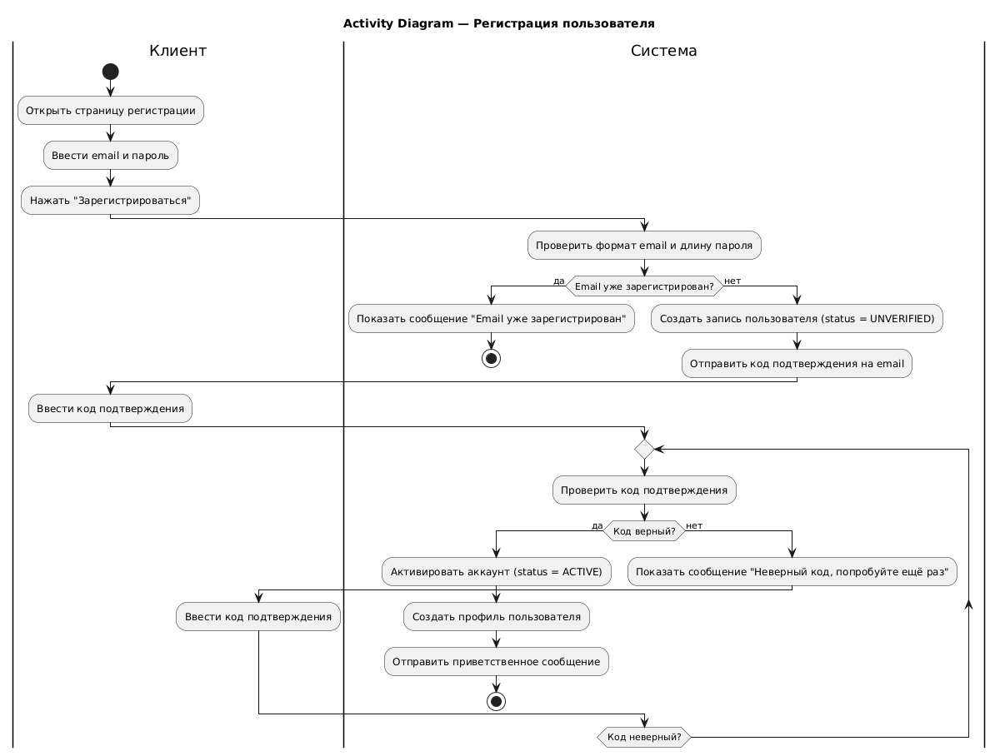 Activity Diagram — Регистрация пользователя
Клиент
Система
Открыть страницу регистрации
Ввести email и пароль
Нажать "Зарегистрироваться"
Проверить формат email и длину пароля
да
Email уже зарегистрирован?
нет
Показать сообщение "Email уже зарегистрирован"
Создать запись пользователя (status = UNVERIFIED)
Отправить код подтверждения на email
Ввести код подтверждения
Проверить код подтверждения
да
Код верный?
нет
Активировать аккаунт (status = ACTIVE)
Показать сообщение "Неверный код, попробуйте ещё раз"
Ввести код подтверждения
Создать профиль пользователя
Отправить приветственное сообщение
Код неверный?